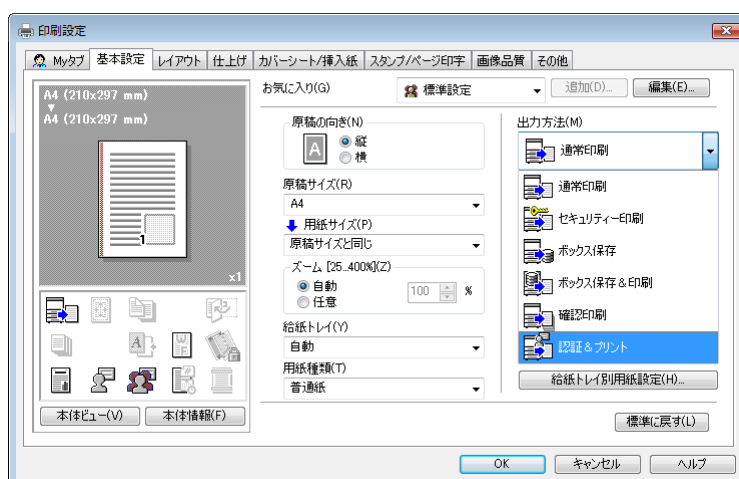 印刷設定
Myタブ 基本設定 レイアウト 仕上げ カバーシート/挿入紙 スタンプ/ページ印字 画像品質 その他
A4 (210x297 mm)
A4 (210x297 mm)
1
x1
本体ビュー(V) 本体情報(F)
お気に入り(G) 標準設定 追加(D)... 編集(E)...
原稿の向き(N)
A
縦
横
原稿サイズ(R)
A4
用紙サイズ(P)
原稿サイズと同じ
ズーム [25..400%](Z)
自動
任意
100 %
給紙トレイ(Y)
自動
用紙種類(T)
普通紙
出力方法(M)
通常印刷
通常印刷
セキュリティー印刷
ボックス保存
ボックス保存&印刷
確認印刷
認証&プリント
給紙トレイ別用紙設定(H)...
標準に戻す(L)
OK キャンセル ヘルプ